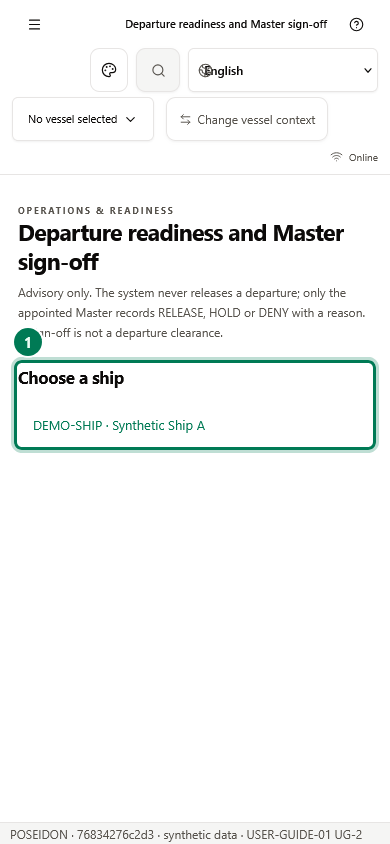 Departure readiness and Master sign-off
English
No vessel selected
Change vessel context
Online
OPERATIONS & READINESS
Departure readiness and Master
sign-off
Advisory only. The system never releases a departure; only the
appointed Master records RELEASE, HOLD or DENY with a reason.
sign-off is not a departure clearance.
1
Choose a ship
DEMO-SHIP · Synthetic Ship A
POSEIDON · 76834276c2d3 · synthetic data · USER-GUIDE-01 UG-2